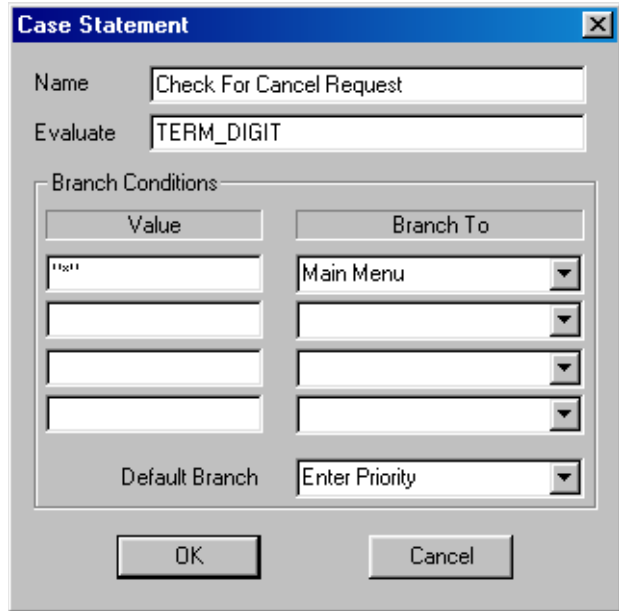 Case Statement
Name Check For Cancel Request
Evaluate TERM_DIGIT
Branch Conditions
Value Branch To
"*" Main Menu
Default Branch Enter Priority
OK Cancel